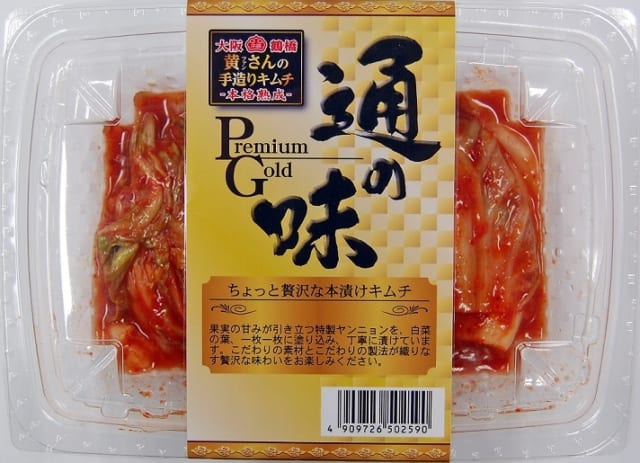 大阪 鶴橋
黄さんの
ファン
手造りキムチ
-本格熟成-
通の味
Premium
Gold
ちょっと贅沢な本漬けキムチ
果実の甘みが引き立つ特製ヤンニョンを、白菜
の葉、一枚一枚に塗り込み、丁寧に漬けていま
す。こだわりの素材とこだわりの製法が織りな
す贅沢な味わいをお楽しみください。
4 909726 502590